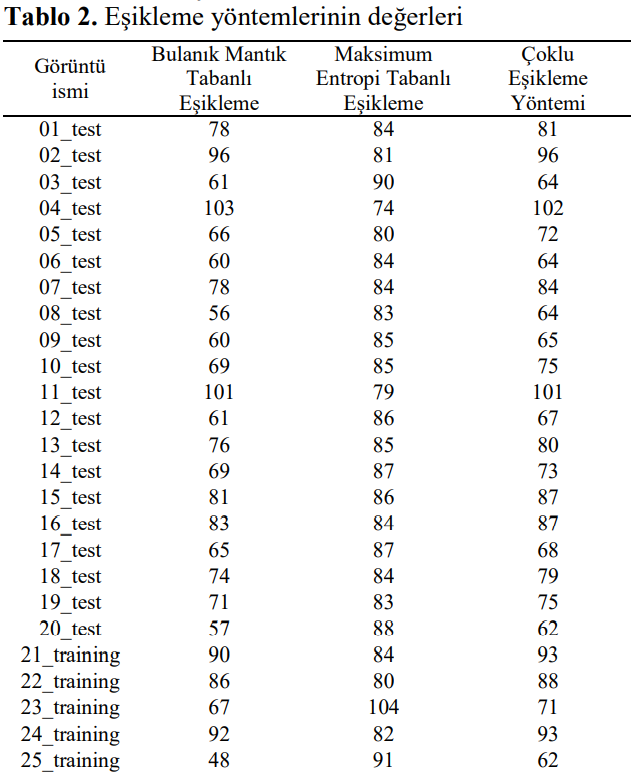 Tablo 2. Eşikleme yöntemlerinin değerleri
Görüntü ismi Bulanık Mantık Tabanlı Eşikleme Maksimum Entropi Tabanlı Eşikleme Çoklu Eşikleme Yöntemi
01_test 78 84 81
02_test 96 81 96
03_test 61 90 64
04_test 103 74 102
05_test 66 80 72
06_test 60 84 64
07_test 78 84 84
08_test 56 83 64
09_test 60 85 65
10_test 69 85 75
11_test 101 79 101
12_test 61 86 67
13_test 76 85 80
14_test 69 87 73
15_test 81 86 87
16_test 83 84 87
17_test 65 87 68
18_test 74 84 79
19_test 71 83 75
20_test 57 88 62
21_training 90 84 93
22_training 86 80 88
23_training 67 104 71
24_training 92 82 93
25_training 48 91 62